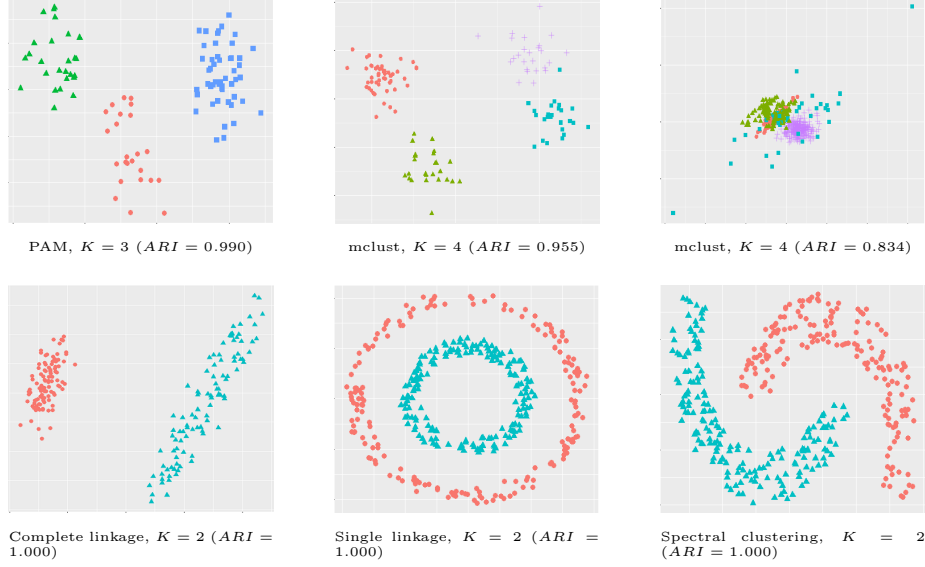 PAM, K = 3 (ARI = 0.990)
mclust, K = 4 (ARI = 0.955)
mclust, K = 4 (ARI = 0.834)
Complete linkage, K = 2 (ARI =
1.000)
Single linkage, K = 2 (ARI =
1.000)
Spectral clustering, K = 2
(ARI = 1.000)